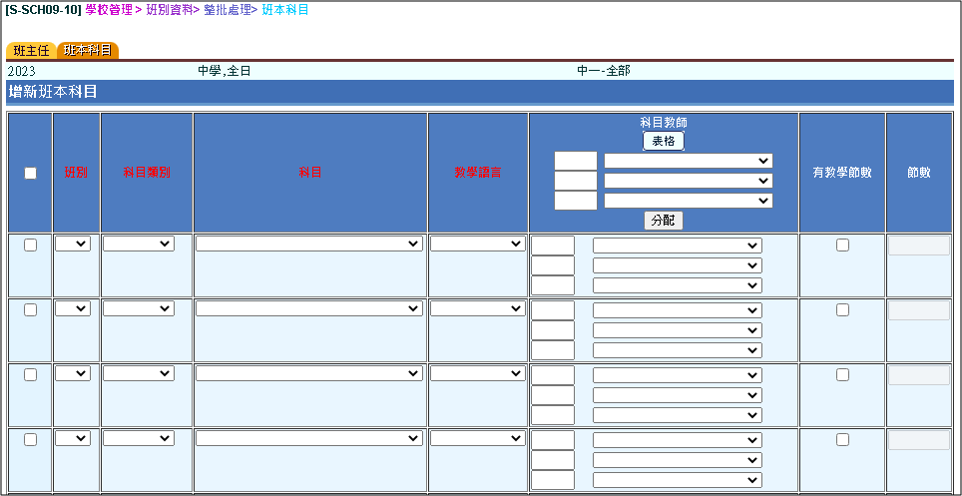 [S-SCH09-10] 學校管理 > 班別資料> 整批處理> 班本科目
班主任 班本科目
2023 中學,全日 中一-全部
增新班本科目
班別 科目類別 科目 教學語言 科目教師 有教學節數 節數
表格
分配